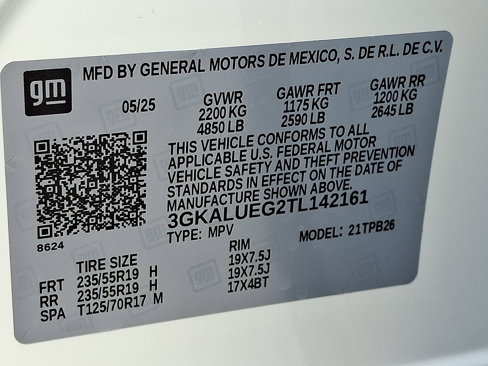 gm
MFD BY GENERAL MOTORS DE MEXICO, S. DE R.L. DE C.V.
05/25 GVWR GAWR FRT GAWR RR
2200 KG 1175 KG 1200 KG
4850 LB 2590 LB 2645 LB
THIS VEHICLE CONFORMS TO ALL
APPLICABLE U.S. FEDERAL MOTOR
VEHICLE SAFETY AND THEFT PREVENTION
STANDARDS IN EFFECT ON THE DATE OF
MANUFACTURE SHOWN ABOVE.
3GKALUEG2TL142161
8624 TYPE: MPV MODEL: 21TPB26
TIRE SIZE RIM
FRT 235/55R19 H 19X7.5J
RR 235/55R19 H 19X7.5J
SPA T125/70R17 M 17X4BT